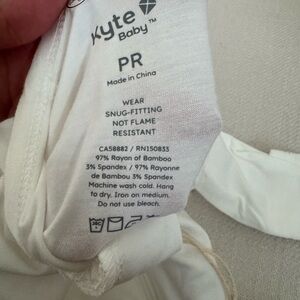 Kyte
Baby™
PR
Made in China
WEAR
SNUG-FITTING
NOT FLAME
RESISTANT
CA58882 / RN150833
97% Rayon of Bamboo
3% Spandex / 97% Rayonne
de Bambou 3% Spandex
Machine wash cold. Hang
to dry. Iron on medium.
Do not use bleach.